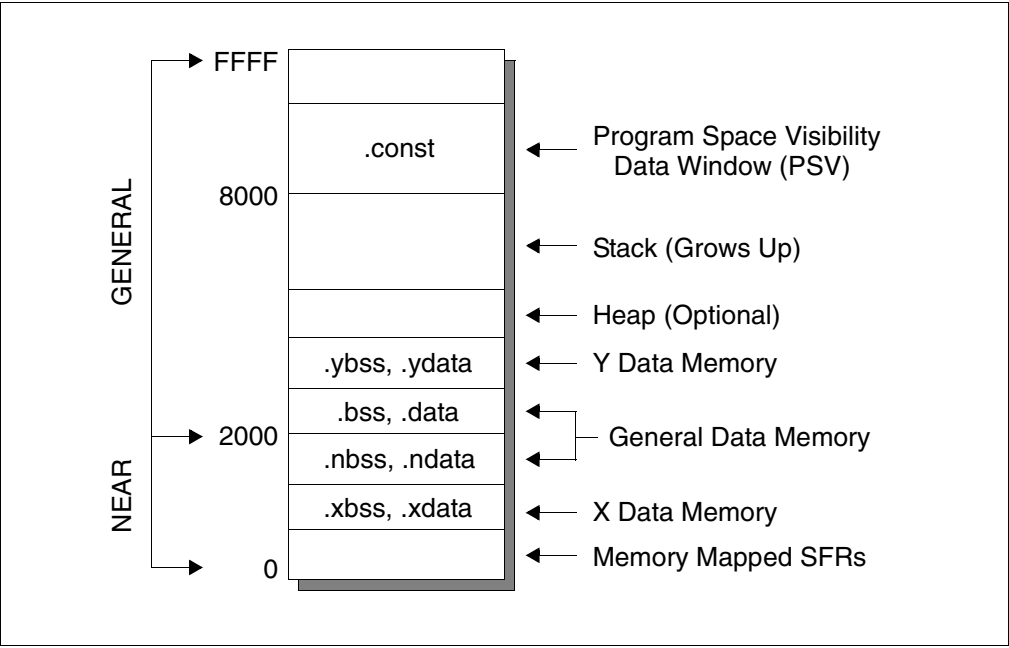 FFFF
.const
Program Space Visibility
Data Window (PSV)
8000
GENERAL
Stack (Grows Up)
Heap (Optional)
.ybss, .ydata
Y Data Memory
.bss, .data
2000
General Data Memory
.nbss, .ndata
NEAR
.xbss, .xdata
X Data Memory
0
Memory Mapped SFRs